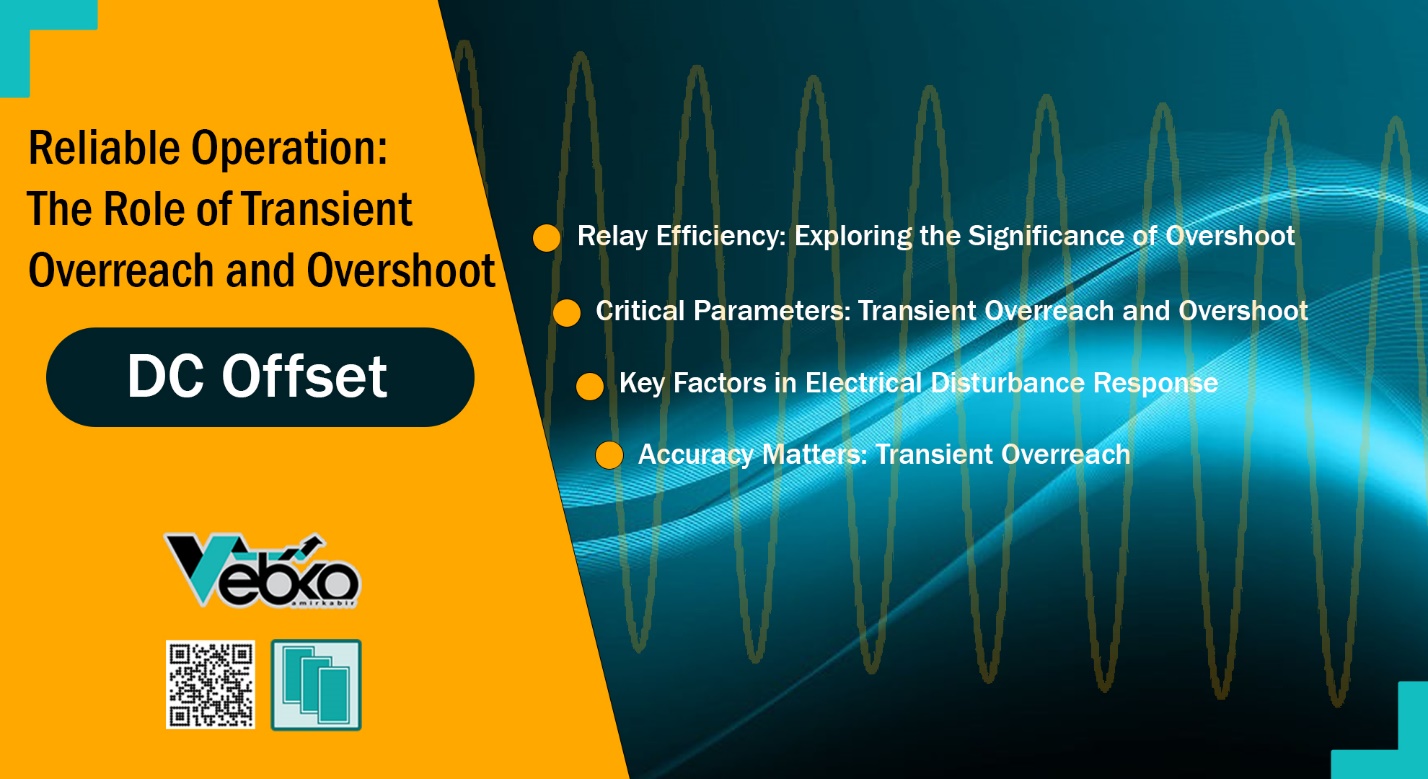 Reliable Operation:
The Role of Transient
Overreach and Overshoot
DC Offset
Relay Efficiency: Exploring the Significance of Overshoot
Critical Parameters: Transient Overreach and Overshoot
Key Factors in Electrical Disturbance Response
Accuracy Matters: Transient Overreach
Vebko
amirkabir